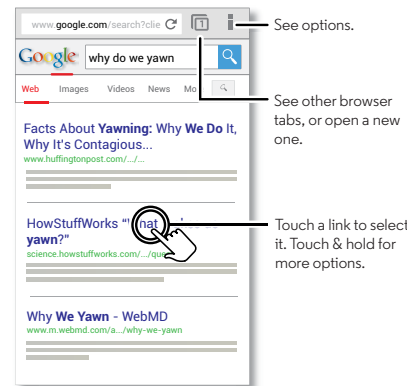 www.google.com/search?clie
1
See options.
Google
why do we yawn
Web Images Videos News Mo
See other browser
tabs, or open a new
one.
Facts About Yawning: Why We Do It,
Why It's Contagious...
www.huffingtonpost.com/.../...
HowStuffWorks "
yawn?"
science.howstuffworks.com/.../que
Touch a link to select
it. Touch & hold for
more options.
Why We Yawn - WebMD
www.m.webmd.com/a.../why-we-yawn